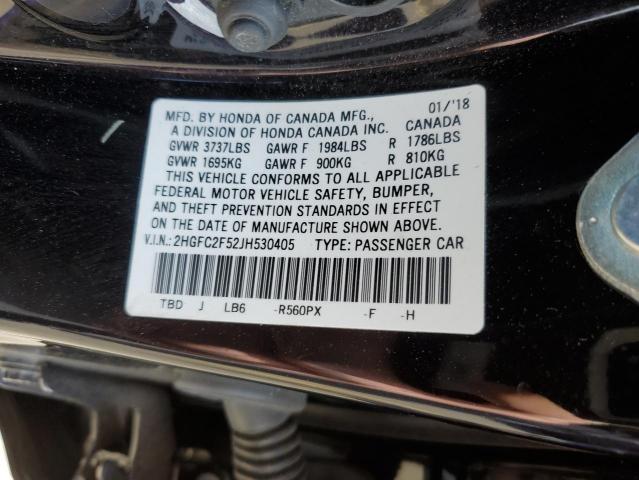 MFD. BY HONDA OF CANADA MFG., 01/'18
A DIVISION OF HONDA CANADA INC. CANADA
GVWR 3737LBS GAWR F 1984LBS R 1786LBS
GVWR 1695KG GAWR F 900KG R 810KG
THIS VEHICLE CONFORMS TO ALL APPLICABLE
FEDERAL MOTOR VEHICLE SAFETY, BUMPER,
AND THEFT PREVENTION STANDARDS IN EFFECT
ON THE DATE OF MANUFACTURE SHOWN ABOVE.
V.I.N.: 2HGFC2F52JH530405 TYPE: PASSENGER CAR
TBD J LB6 -R560PX -F -H